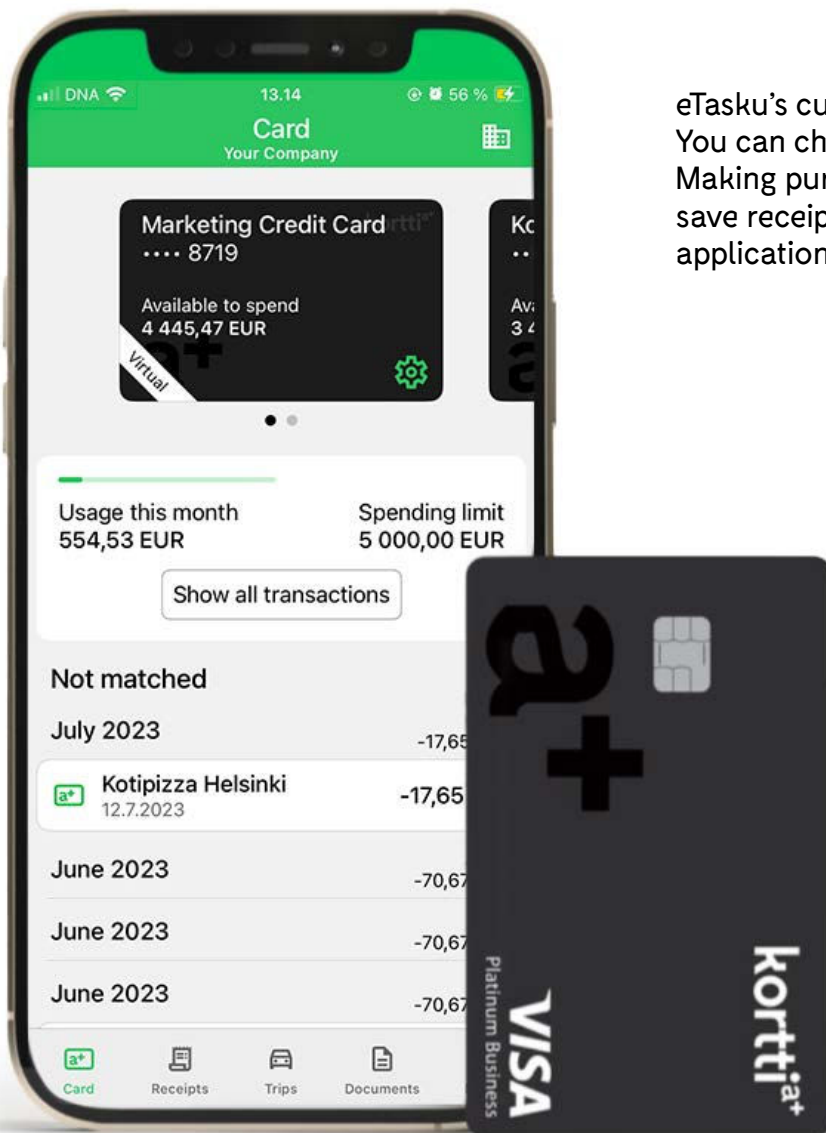 DNA 13.14 56 %
Card
Your Company
Marketing Credit Card
•••• 8719
Available to spend
4 445,47 EUR
Virtual
a+
Usage this month
554,53 EUR
Spending limit
5 000,00 EUR
Show all transactions
Not matched
July 2023 -17,65
a+ Kotipizza Helsinki -17,65
12.7.2023
June 2023 -70,67
June 2023 -70,67
June 2023 -70,67
a+
Card Receipts Trips Documents
a+
kortti a+
VISA
Platinum Business
eTasku's cu
You can ch
Making pur
save receip
application